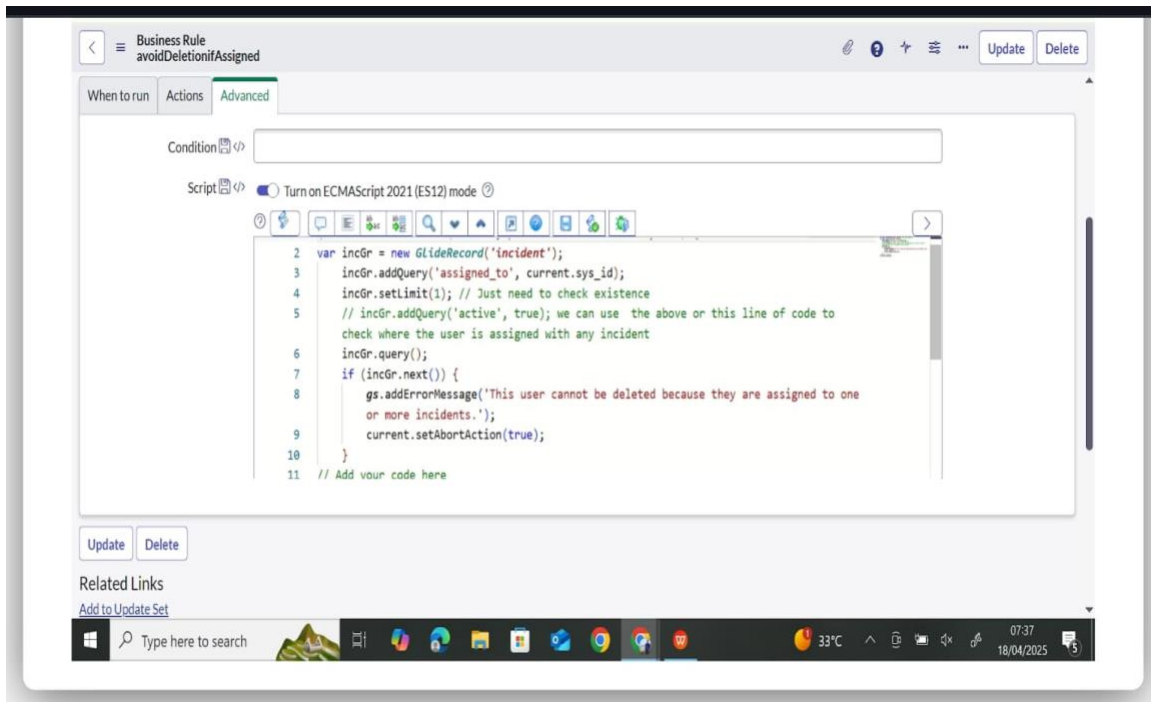 Business Rule
avoidDeletionifAssigned
Update
Delete
When to run
Actions
Advanced
Condition
Script
Turn on ECMAScript 2021 (ES12) mode
2 var incGr = new GlideRecord('incident');
3 incGr.addQuery('assigned_to', current.sys_id);
4 incGr.setLimit(1); // Just need to check existence
5 // incGr.addQuery('active', true); we can use the above or this line of code to
check where the user is assigned with any incident
6 incGr.query();
7 if (incGr.next()) {
8 gs.addErrorMessage('This user cannot be deleted because they are assigned to one
or more incidents.');
9 current.setAbortAction(true);
10 }
11 // Add your code here
Update
Delete
Related Links
Add to Update Set
Type here to search
33°C
07:37
18/04/2025
5